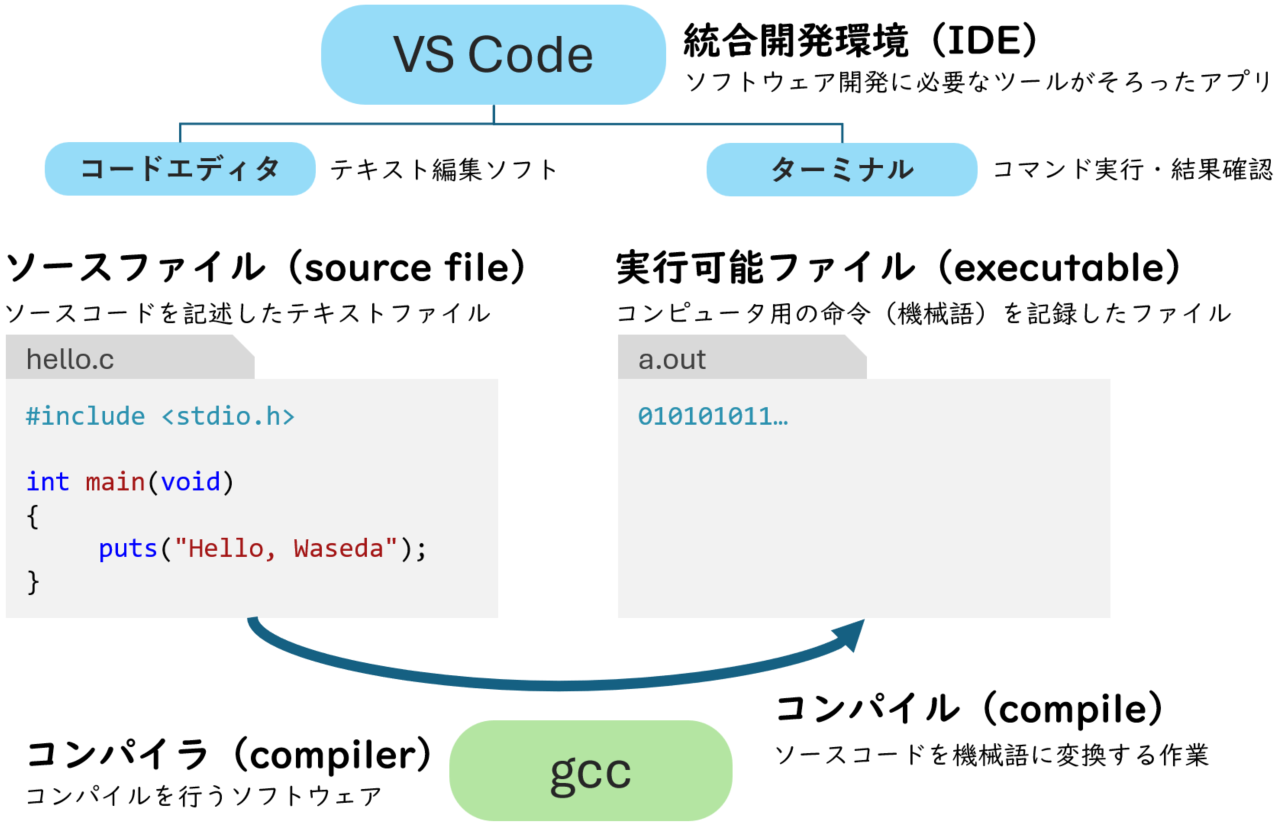 VS Code
統合開発環境（IDE）
ソフトウェア開発に必要なツールがそろったアプリ
コードエディタ
テキスト編集ソフト
ターミナル
コマンド実行・結果確認
ソースファイル（source file）
ソースコードを記述したテキストファイル
hello.c
#include <stdio.h>
int main(void)
{
puts("Hello, Waseda");
}
実行可能ファイル（executable）
コンピュータ用の命令（機械語）を記録したファイル
a.out
010101011…
コンパイラ（compiler）
コンパイルを行うソフトウェア
gcc
コンパイル（compile）
ソースコードを機械語に変換する作業